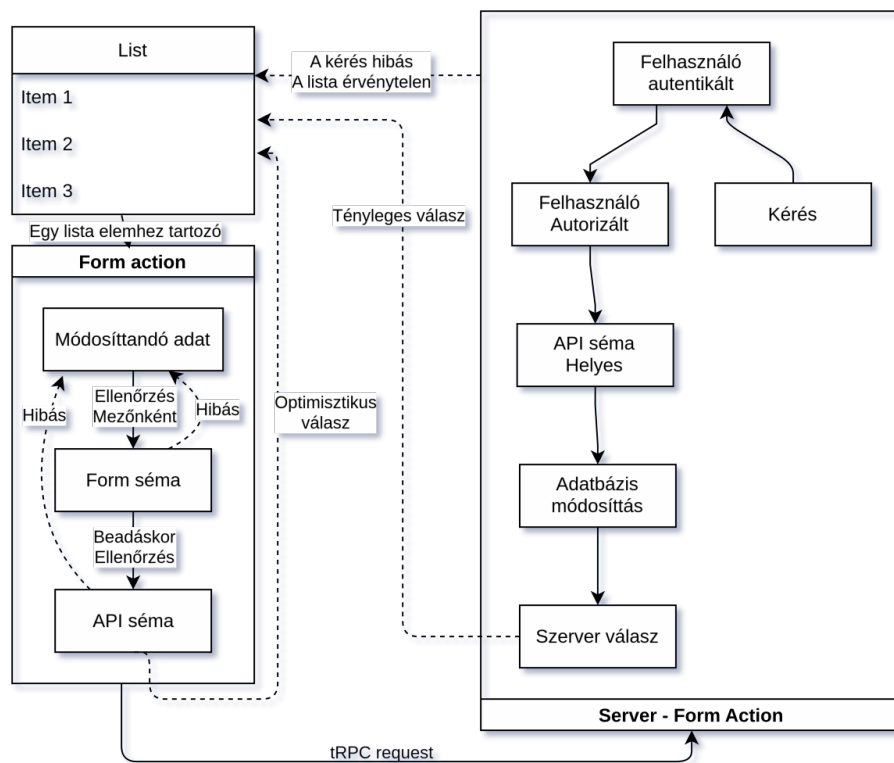 List
Item 1
Item 2
Item 3
Egy lista elemhez tartozó
Form action
Módosíttandó adat
Ellenőrzés
Mezőnként
Hibás
Hibás
Form séma
Beadáskor
Ellenőrzés
API séma
A kérés hibás
A lista érvénytelen
Tényleges válasz
Optimisztikus
válasz
Felhasználó
autentikált
Felhasználó
Autorizált
Kérés
API séma
Helyes
Adatbázis
módosíttás
Szerver válasz
Server - Form Action
tRPC request